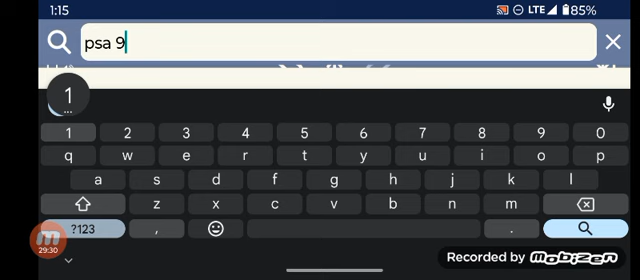 1:15 LTE 85%
psa 9
1
1 2 3 4 5 6 7 8 9 0
q w e r t y u i o p
a s d f g h j k l
z x c v b n m
?123 , .
29:30
Recorded by mobizen